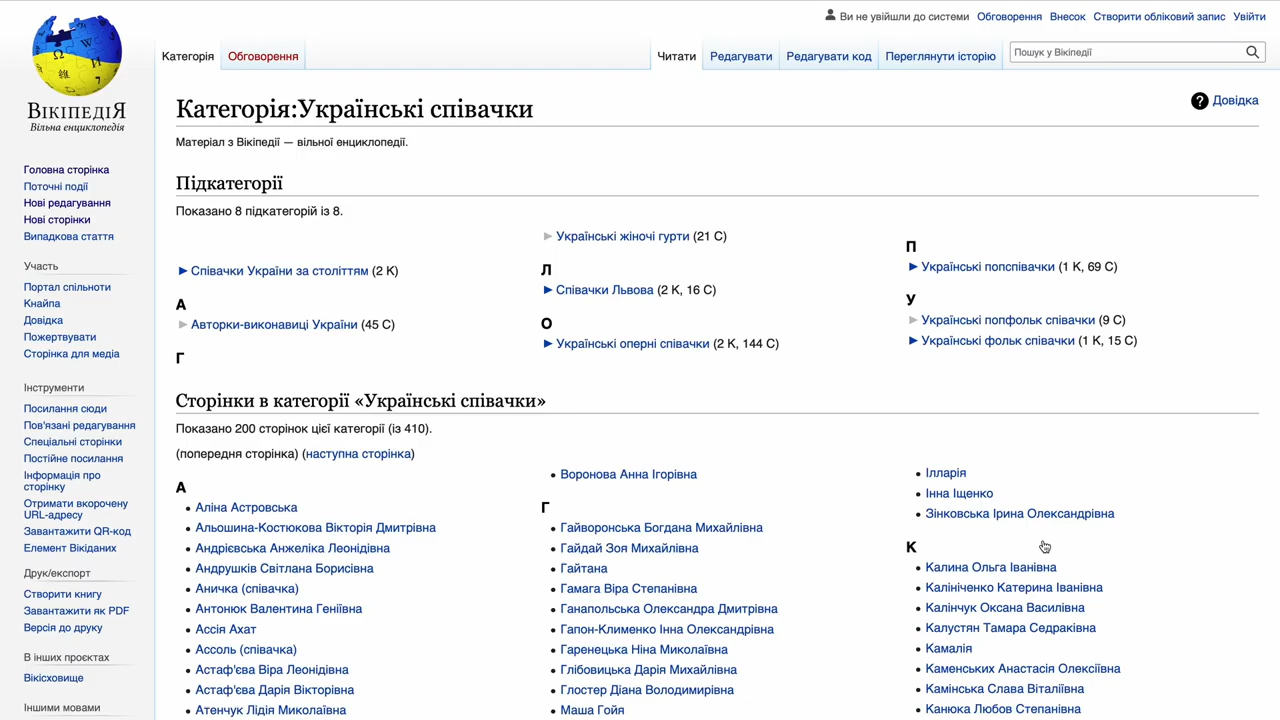 Ви не увійшли до системи Обговорення Внесок Створити обліковий запис Увійти
Категорія Обговорення Читати Редагувати Редагувати код Переглянути історію Пошук у Вікіпедії
ВІКІПЕДІЯ
Вільна енциклопедія
Головна сторінка
Поточні події
Нові редагування
Нові сторінки
Випадкова стаття
Участь
Портал спільноти
Кнайпа
Довідка
Пожертвувати
Сторінка для медіа
Інструменти
Посилання сюди
Пов'язані редагування
Спеціальні сторінки
Постійне посилання
Інформація про
сторінку
Отримати вкорочену
URL-адресу
Завантажити QR-код
Елемент Вікіданих
Друк/експорт
Створити книгу
Завантажити як PDF
Версія до друку
В інших проєктах
Вікісховище
Іншими мовами
Категорія:Українські співачки
? Довідка
Матеріал з Вікіпедії — вільної енциклопедії.
Підкатегорії
Показано 8 підкатегорій із 8.
► Співачки України за століттям (2 К)
А
► Авторки-виконавиці України (45 С)
Г
► Українські жіночі гурти (21 С)
Л
► Співачки Львова (2 К, 16 С)
О
► Українські оперні співачки (2 К, 144 С)
П
► Українські попспівачки (1 К, 69 С)
У
► Українські попфольк співачки (9 С)
► Українські фольк співачки (1 К, 15 С)
Сторінки в категорії «Українські співачки»
Показано 200 сторінок цієї категорії (із 410).
(попередня сторінка) (наступна сторінка)
А
• Аліна Астровська
• Альошина-Костюкова Вікторія Дмитрівна
• Андрієвська Анжеліка Леонідівна
• Андрушків Світлана Борисівна
• Аничка (співачка)
• Антонюк Валентина Геніївна
• Ассія Ахат
• Ассоль (співачка)
• Астаф'єва Віра Леонідівна
• Астаф'єва Дарія Вікторівна
• Атенчук Лідія Миколаївна
• Воронова Анна Ігорівна
Г
• Гайворонська Богдана Михайлівна
• Гайдай Зоя Михайлівна
• Гайтана
• Гамага Віра Степанівна
• Ганапольська Олександра Дмитрівна
• Гапон-Клименко Інна Олександрівна
• Гаренецька Ніна Миколаївна
• Глібовицька Дарія Михайлівна
• Глостер Діана Володимирівна
• Маша Гойя
• Ілларія
• Інна Іщенко
• Зінковська Ірина Олександрівна
К
• Калина Ольга Іванівна
• Калініченко Катерина Іванівна
• Калінчук Оксана Василівна
• Калустян Тамара Седраківна
• Камалія
• Каменських Анастасія Олексіївна
• Камінська Слава Віталіївна
• Канюка Любов Степанівна